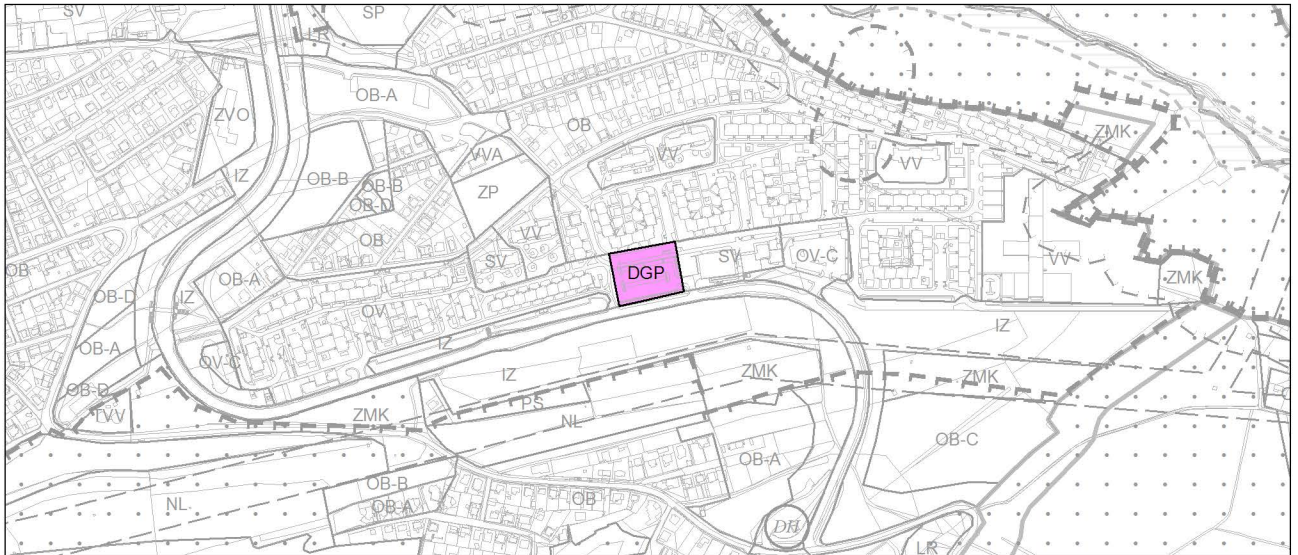 SV
SP
OB-A
ZVO
OB
ZMK
VVA
VV
VV
IZ
OB-B
OB-B
OB-D
ZP
VV
OB
SV
DGP
SV
OV-C
VV
ZMK
OB
OB-D
IZ
OB-A
OV
OB-A
OV-C
IZ
IZ
IZ
ZMK
ZMK
OB-D
ZMK
PS
NL
OB-C
OB-A
OB-B
OB
NL
OB-A
DH
LR